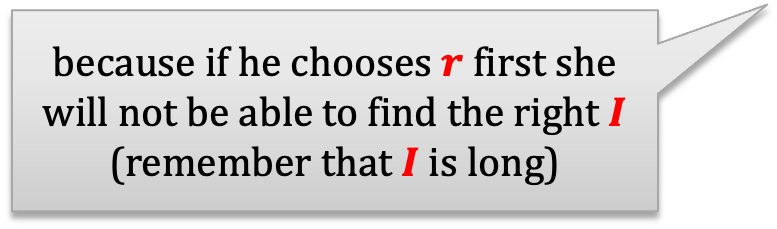 because if he chooses r first she
will not be able to find the right I
(remember that I is long)